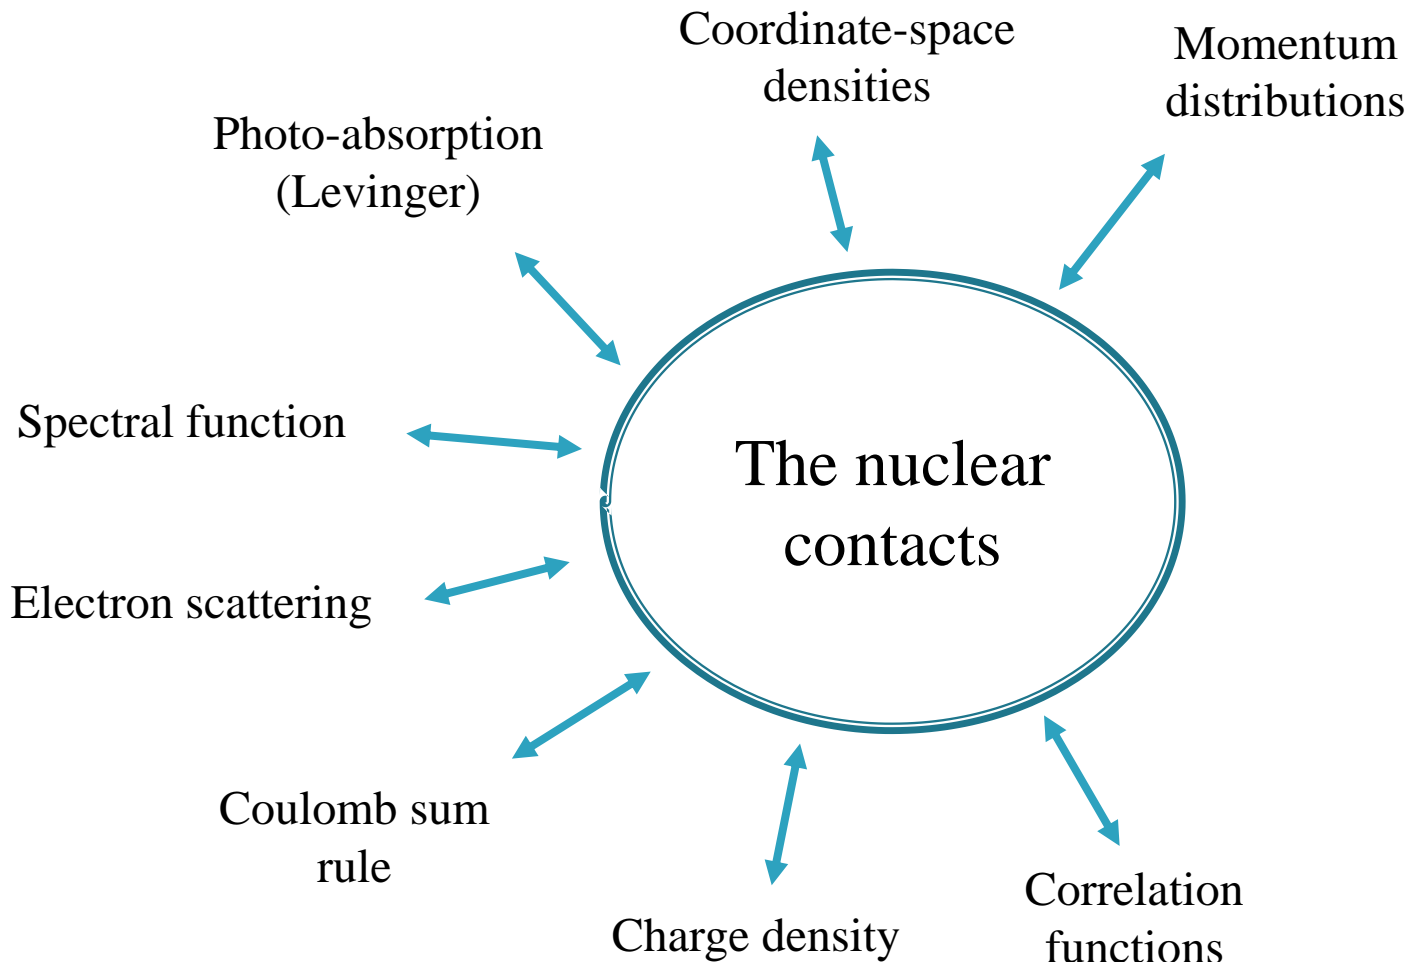 Coordinate-space
densities
Momentum
distributions
Photo-absorption
(Levinger)
Spectral function
The nuclear
contacts
Electron scattering
Coulomb sum
rule
Charge density
Correlation
functions